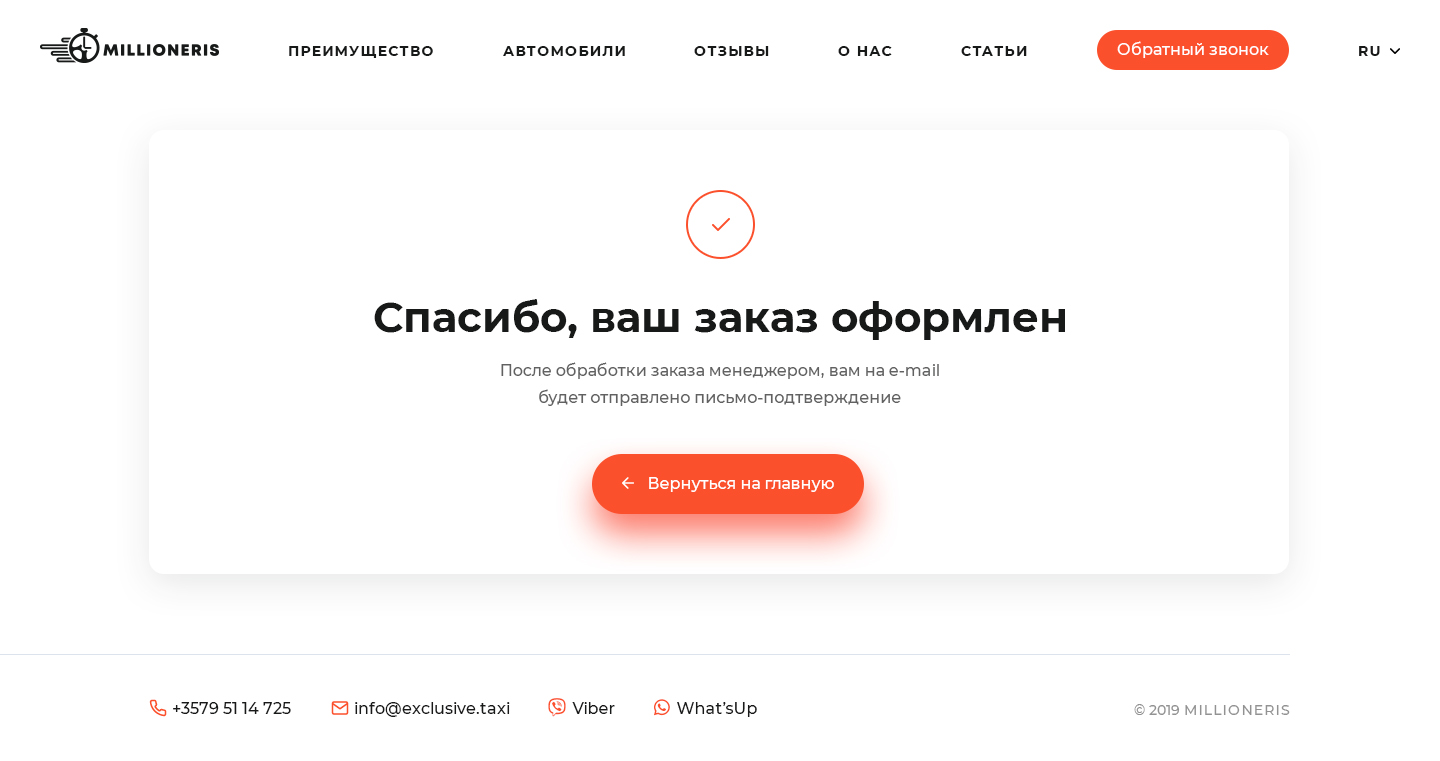 MILLIONERIS
ПРЕИМУЩЕСТВО
АВТОМОБИЛИ
ОТЗЫВЫ
О НАС
СТАТЬИ
Обратный звонок
RU
Спасибо, ваш заказ оформлен
После обработки заказа менеджером, вам на e-mail
будет отправлено письмо-подтверждение
Вернуться на главную
+3579 51 14 725
info@exclusive.taxi
Viber
What’sUp
© 2019 MILLIONERIS